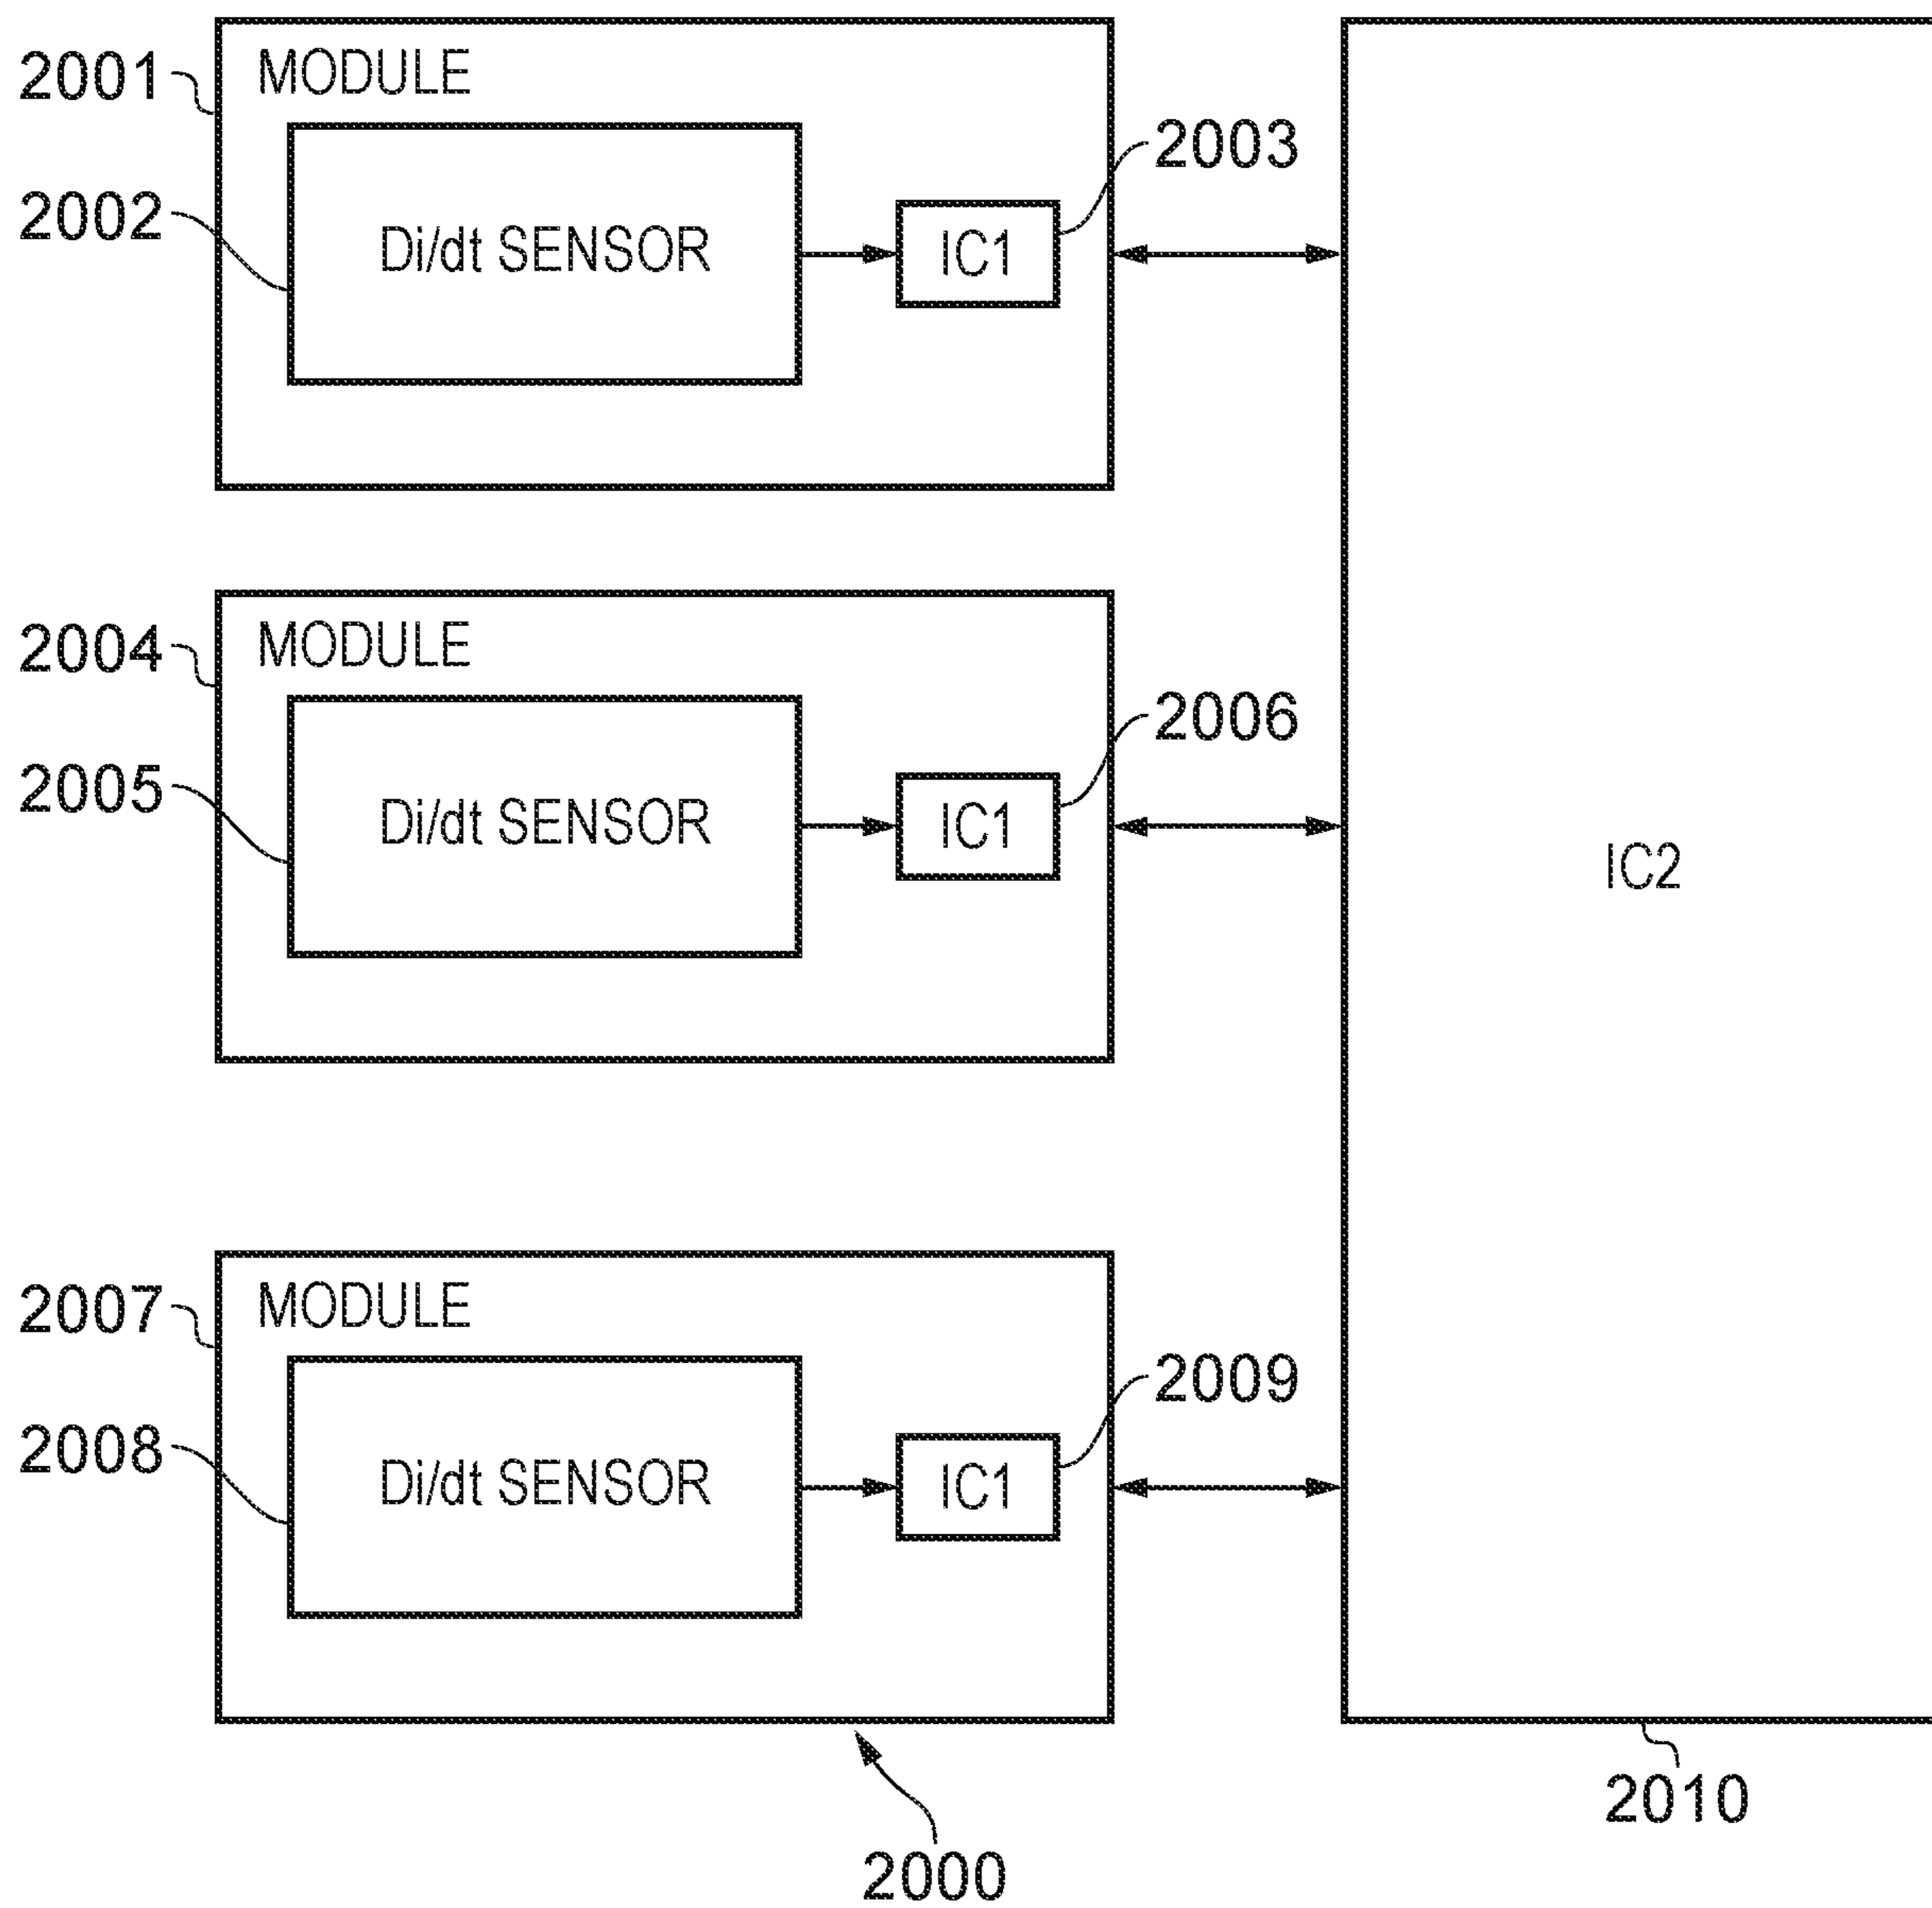 2001
MODULE
2003
2002
Di/dt SENSOR
IC1
2004
MODULE
2006
2005
Di/dt SENSOR
IC1
IC2
2007
MODULE
2009
2008
Di/dt SENSOR
IC1
2010
2000